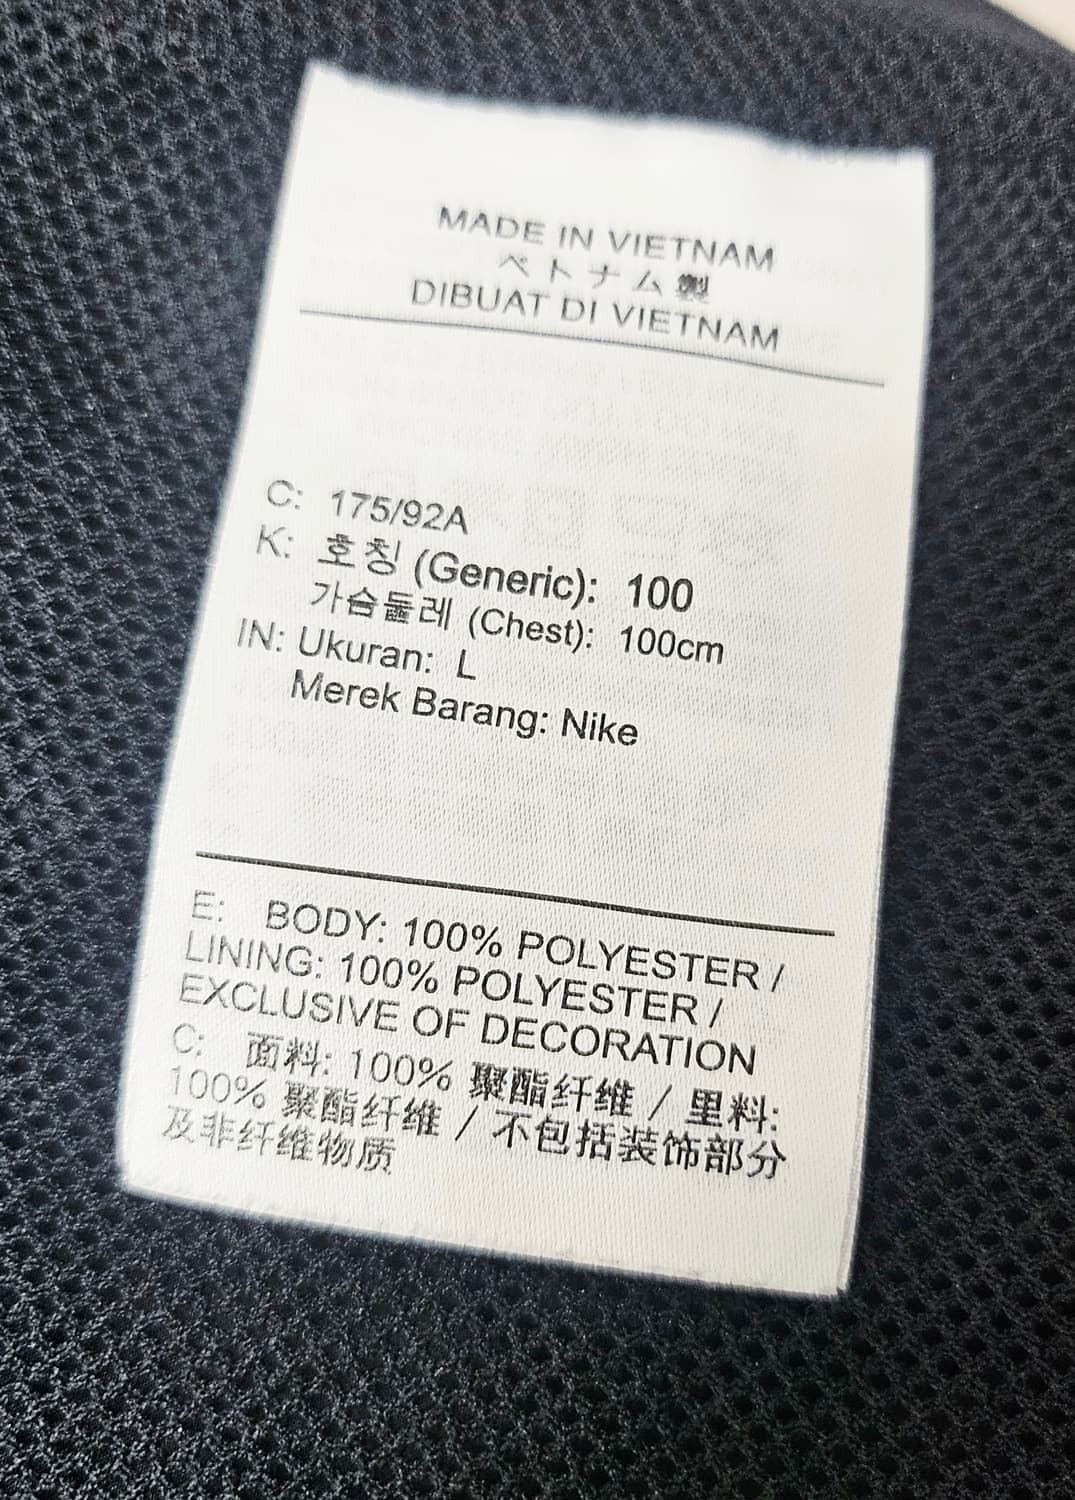 MADE IN VIETNAM
ベトナム製
DIBUAT DI VIETNAM
C: 175/92A
K: 호칭 (Generic): 100
가슴둘레 (Chest): 100cm
IN: Ukuran: L
Merek Barang: Nike
E: BODY: 100% POLYESTER /
LINING: 100% POLYESTER /
EXCLUSIVE OF DECORATION
C: 面料: 100% 聚酯纤维 / 里料:
100% 聚酯纤维 / 不包括装饰部分
及非纤维物质